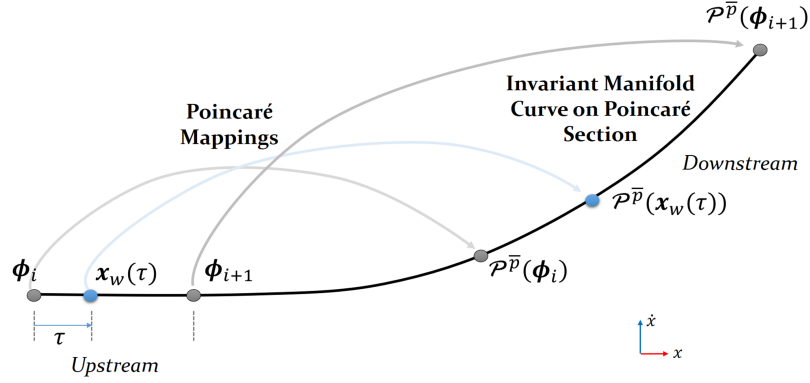 𝒫^p̅(ϕ_{i+1})
Invariant Manifold
Curve on Poincaré
Section
Poincaré
Mappings
Downstream
𝒫^p̅(𝒙_w(τ))
ϕ_i
𝒙_w(τ)
ϕ_{i+1}
𝒫^p̅(ϕ_i)
τ
ẋ
x
Upstream